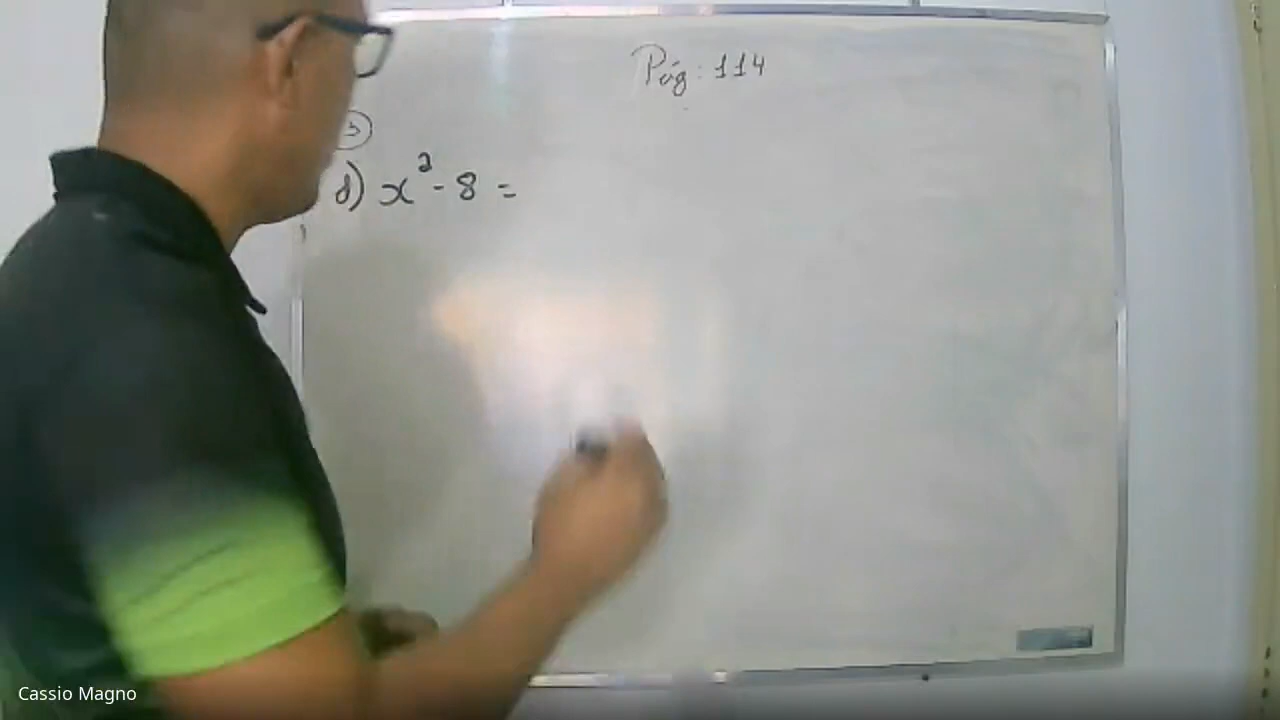 Pág: 114
d) x² - 8 =
Cassio Magno